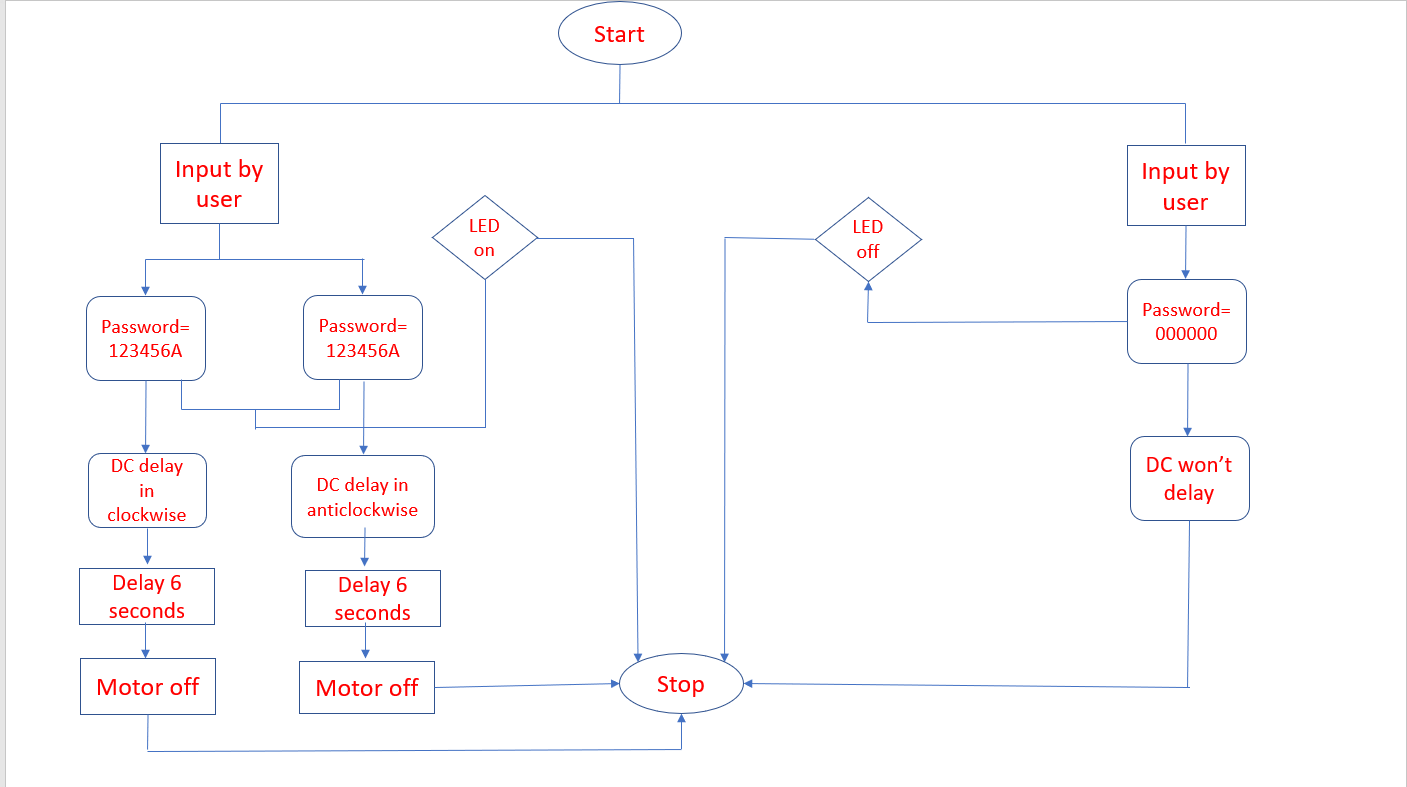 Start
Input by
user
Input by
user
LED
on
LED
off
Password=
123456A
Password=
123456A
Password=
000000
DC delay
in
clockwise
DC delay in
anticlockwise
DC won’t
delay
Delay 6
seconds
Delay 6
seconds
Motor off
Motor off
Stop